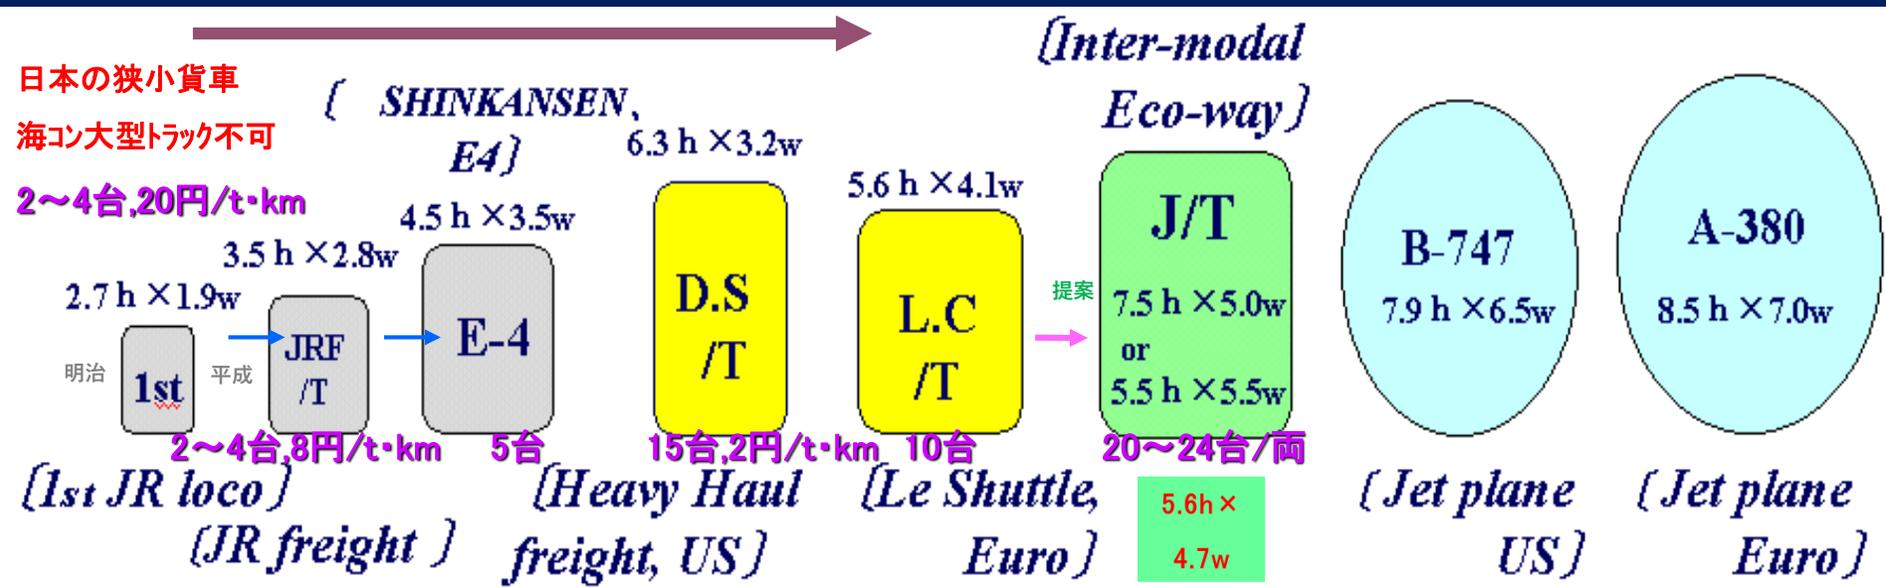 日本の狭小貨車
海コン大型トラック不可
2～4台,20円/t・km
〔 SHINKANSEN、
E4〕
〔Inter-modal
Eco-way〕
2.7 h ×1.9w
3.5 h ×2.8w
4.5 h ×3.5w
6.3 h ×3.2w
5.6 h ×4.1w
明治
1st
平成
JRF
/T
E-4
D.S
/T
L.C
/T
提案
J/T
7.5 h ×5.0w
or
5.5 h ×5.5w
B-747
7.9 h ×6.5w
A-380
8.5 h ×7.0w
2～4台,8円/t・km
5台
15台,2円/t・km
10台
20～24台/両
〔1st JR loco〕
〔JR freight 〕
〔Heavy Haul
freight, US〕
〔Le Shuttle,
Euro〕
5.6h×
4.7w
〔Jet plane
US〕
〔Jet plane
Euro〕